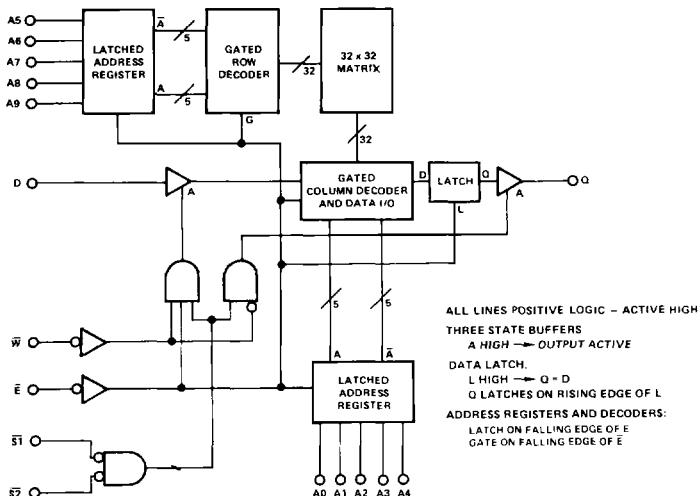 A5
A6
A7
A8
A9
LATCHED
ADDRESS
REGISTER
A̅
5
A
5
GATED
ROW
DECODER
G
32
32 x 32
MATRIX
32
D
A
GATED
COLUMN DECODER
AND DATA I/O
D
LATCH
Q
L
A
Q
W̅
E̅
S̅1̅
S̅2̅
5
5
A
A̅
LATCHED
ADDRESS
REGISTER
A0 A1 A2 A3 A4
ALL LINES POSITIVE LOGIC – ACTIVE HIGH
THREE STATE BUFFERS
A HIGH → OUTPUT ACTIVE
DATA LATCH.
L HIGH → Q = D
Q LATCHES ON RISING EDGE OF L
ADDRESS REGISTERS AND DECODERS:
LATCH ON FALLING EDGE OF E
GATE ON FALLING EDGE OF E̅